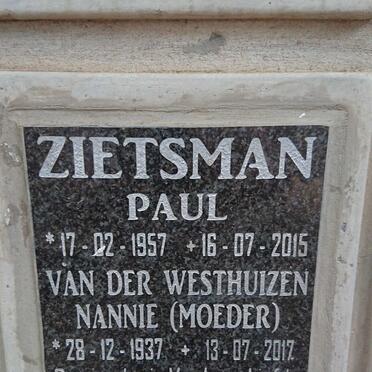 ZIETSMAN
PAUL
*17-02-1957 +16-07-2015
VAN DER WESTHUIZEN
NANNIE (MOEDER)
*28-12-1937 + 13-07-2017